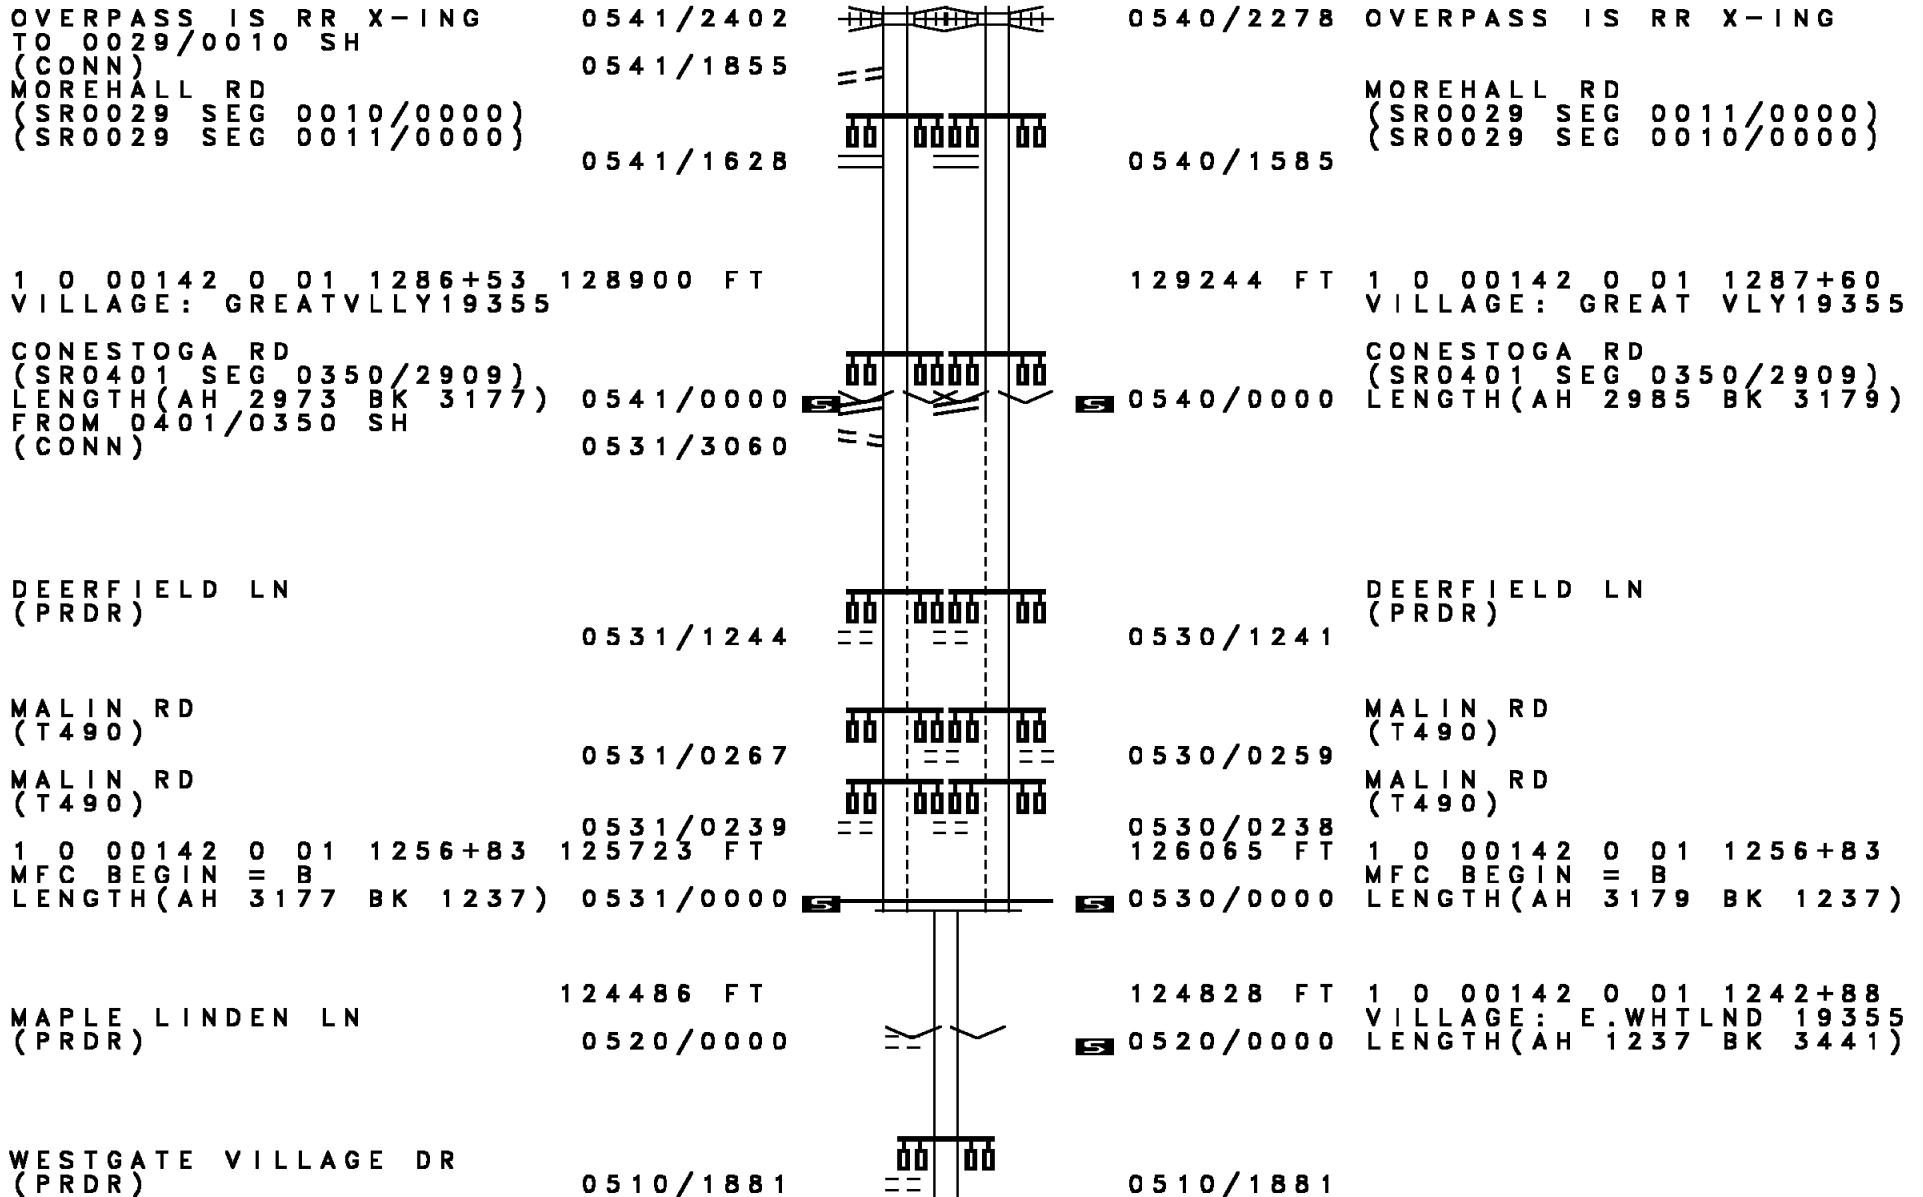 OVERPASS IS RR X-ING 0541/2402 0540/2278 OVERPASS IS RR X-ING
TO 0029/0010 SH
(CONN) 0541/1855
MOREHALL RD MOREHALL RD
(SR0029 SEG 0010/0000) (SR0029 SEG 0011/0000)
(SR0029 SEG 0011/0000) (SR0029 SEG 0010/0000)
0541/1628 0540/1585
1 0 00142 0 01 1286+53 128900 FT 129244 FT 1 0 00142 0 01 1287+60
VILLAGE: GREATVLLY19355 VILLAGE: GREAT VLY19355
CONESTOGA RD CONESTOGA RD
(SR0401 SEG 0350/2909) (SR0401 SEG 0350/2909)
LENGTH(AH 2973 BK 3177) 0541/0000 S S 0540/0000 LENGTH(AH 2985 BK 3179)
FROM 0401/0350 SH
(CONN) 0531/3060
DEERFIELD LN DEERFIELD LN
(PRDR) (PRDR)
0531/1244 0530/1241
MALIN RD MALIN RD
(T490) (T490)
0531/0267 0530/0259
MALIN RD MALIN RD
(T490) (T490)
0531/0239 0530/0238
1 0 00142 0 01 1256+83 125723 FT 126065 FT 1 0 00142 0 01 1256+83
MFC BEGIN = B MFC BEGIN = B
LENGTH(AH 3177 BK 1237) 0531/0000 S S 0530/0000 LENGTH(AH 3179 BK 1237)
124486 FT 124828 FT 1 0 00142 0 01 1242+88
MAPLE LINDEN LN VILLAGE: E.WHTLND 19355
(PRDR) 0520/0000 S 0520/0000 LENGTH(AH 1237 BK 3441)
WESTGATE VILLAGE DR
(PRDR) 0510/1881 0510/1881